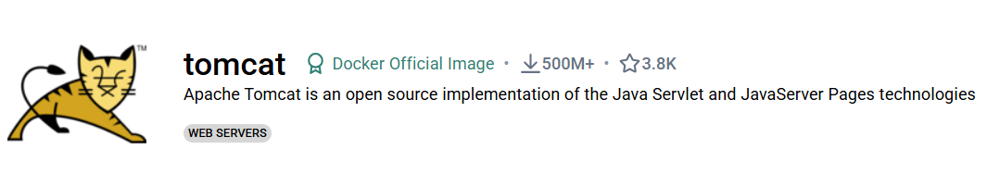 TM
tomcat Docker Official Image • 500M+ • 3.8K
Apache Tomcat is an open source implementation of the Java Servlet and JavaServer Pages technologies
WEB SERVERS